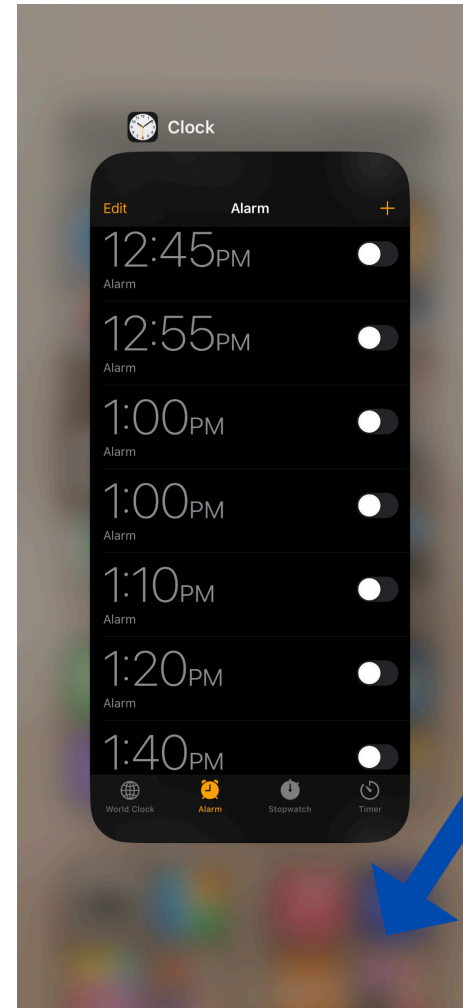 Clock
Edit Alarm +
12:45PM
Alarm
12:55PM
Alarm
1:00PM
Alarm
1:00PM
Alarm
1:10PM
Alarm
1:20PM
Alarm
1:40PM
World Clock Alarm Stopwatch Timer